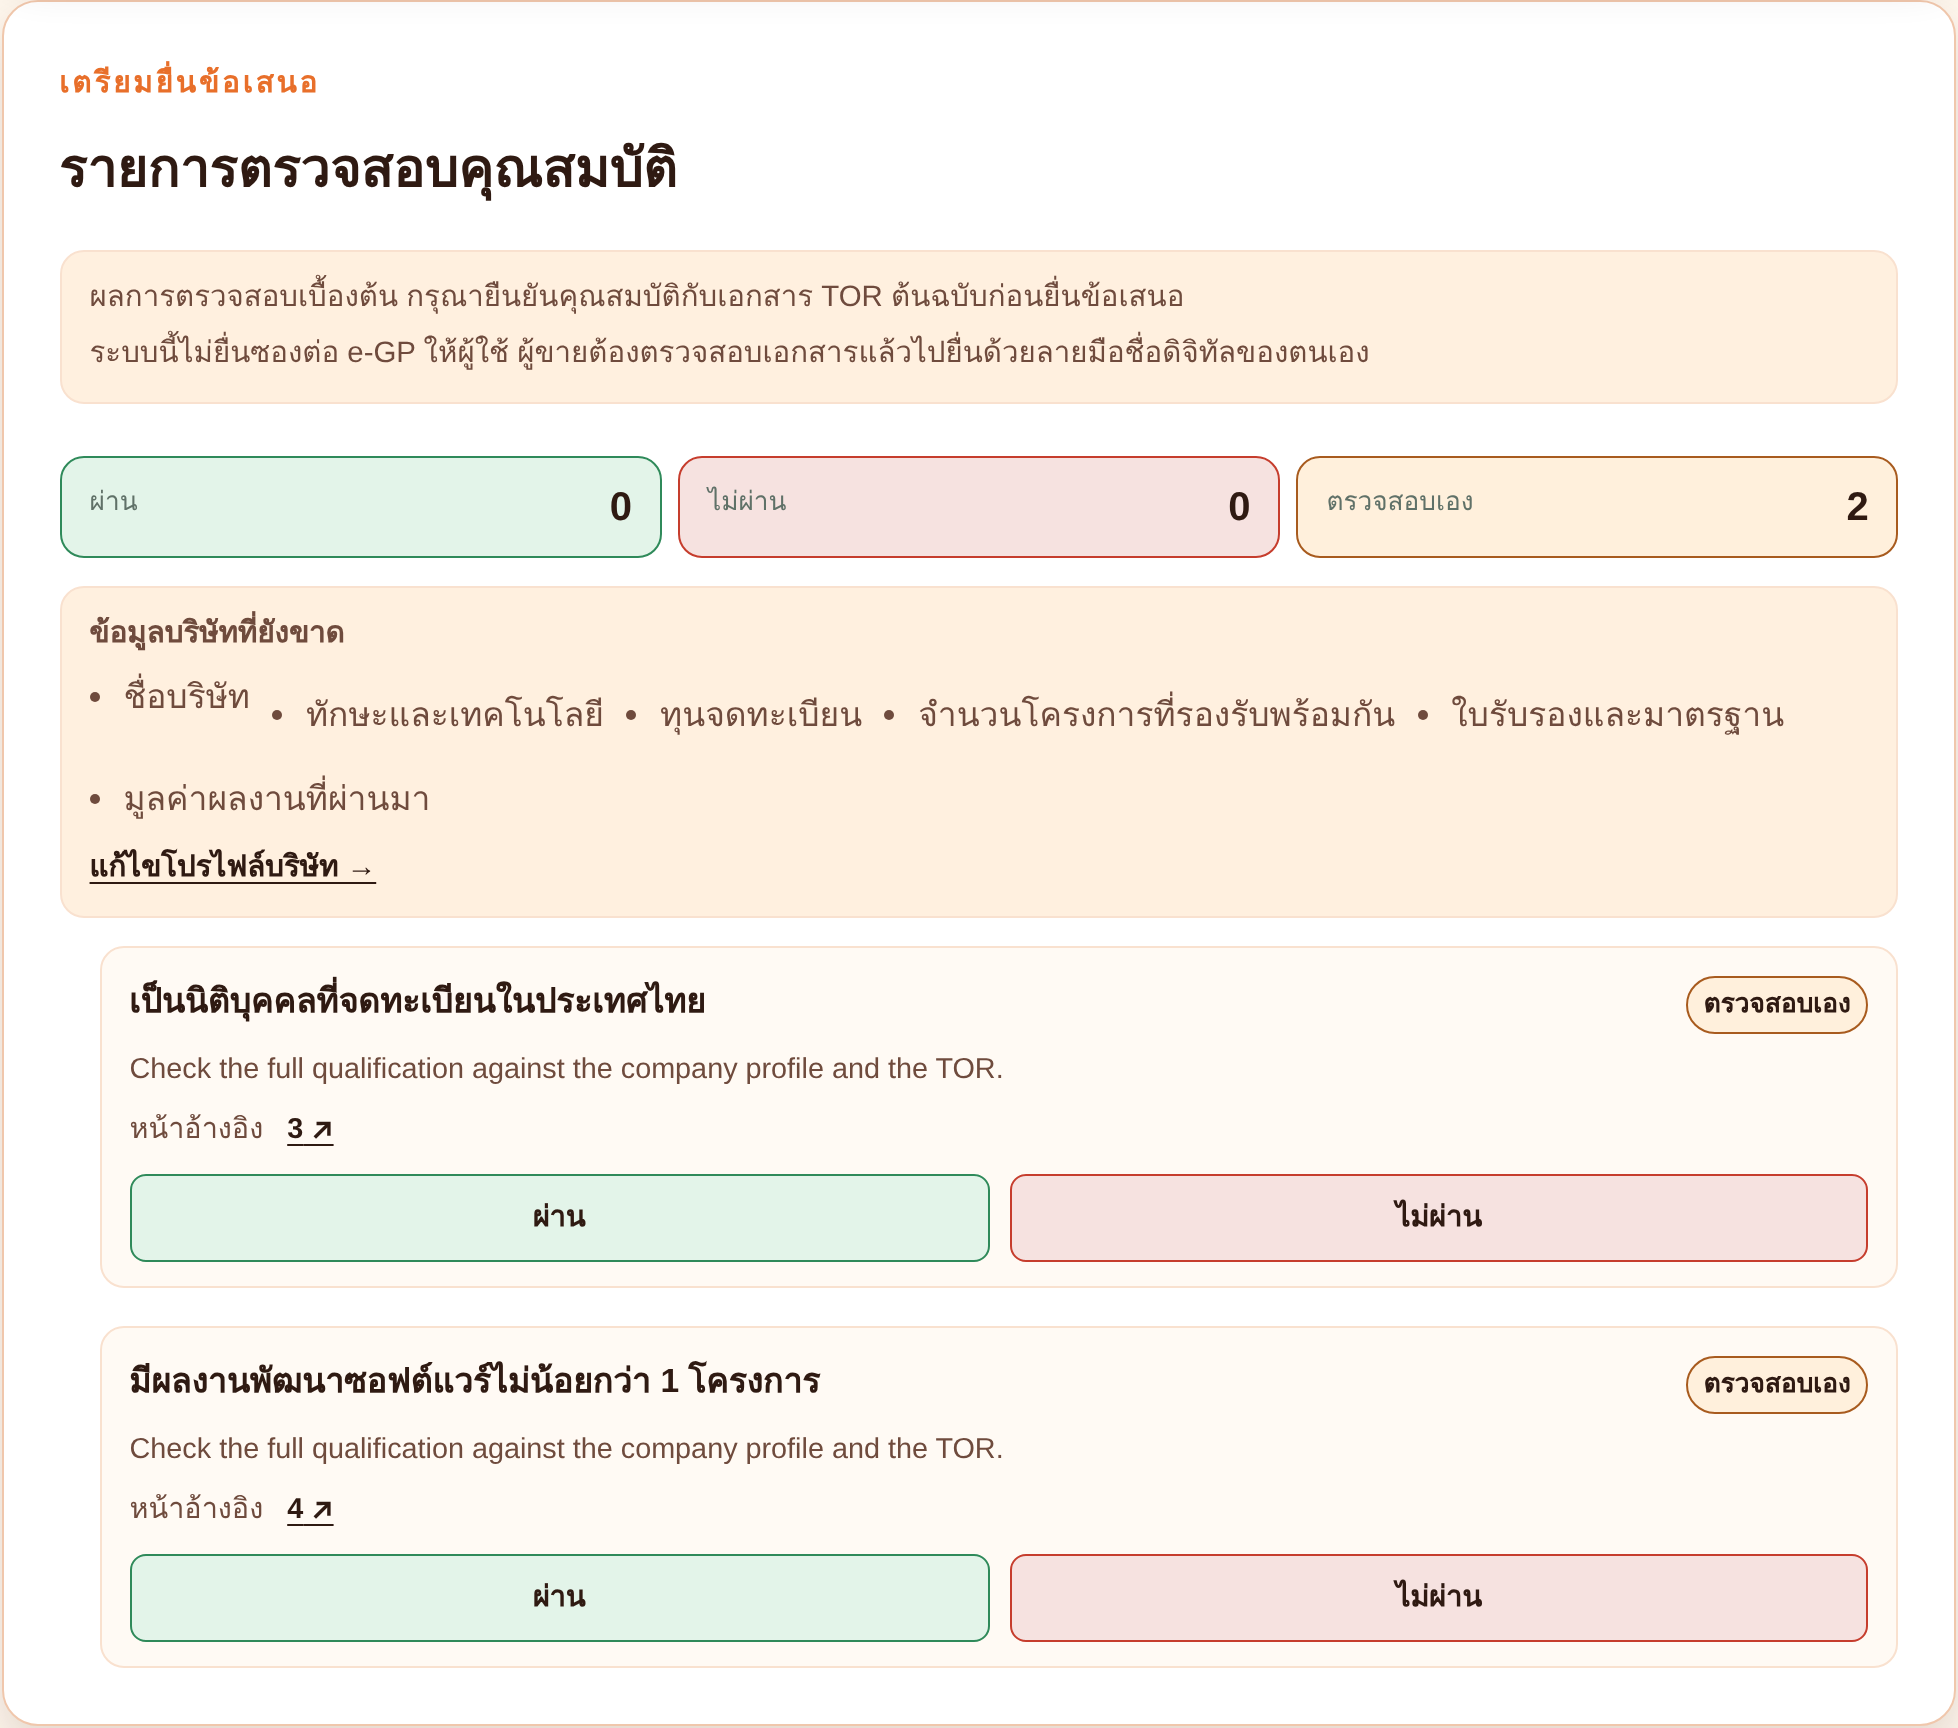 เตรียมยื่นข้อเสนอ
รายการตรวจสอบคุณสมบัติ
ผลการตรวจสอบเบื้องต้น กรุณายืนยันคุณสมบัติกับเอกสาร TOR ต้นฉบับก่อนยื่นข้อเสนอ
ระบบนี้ไม่ยื่นซองต่อ e-GP ให้ผู้ใช้ ผู้ขายต้องตรวจสอบเอกสารแล้วไปยื่นด้วยลายมือชื่อดิจิทัลของตนเอง
ผ่าน 0 ไม่ผ่าน 0 ตรวจสอบเอง 2
ข้อมูลบริษัทที่ยังขาด
• ชื่อบริษัท • ทักษะและเทคโนโลยี • ทุนจดทะเบียน • จำนวนโครงการที่รองรับพร้อมกัน • ใบรับรองและมาตรฐาน
• มูลค่าผลงานที่ผ่านมา
แก้ไขโปรไฟล์บริษัท →
เป็นนิติบุคคลที่จดทะเบียนในประเทศไทย ตรวจสอบเอง
Check the full qualification against the company profile and the TOR.
หน้าอ้างอิง 3 ↗
ผ่าน ไม่ผ่าน
มีผลงานพัฒนาซอฟต์แวร์ไม่น้อยกว่า 1 โครงการ ตรวจสอบเอง
Check the full qualification against the company profile and the TOR.
หน้าอ้างอิง 4 ↗
ผ่าน ไม่ผ่าน